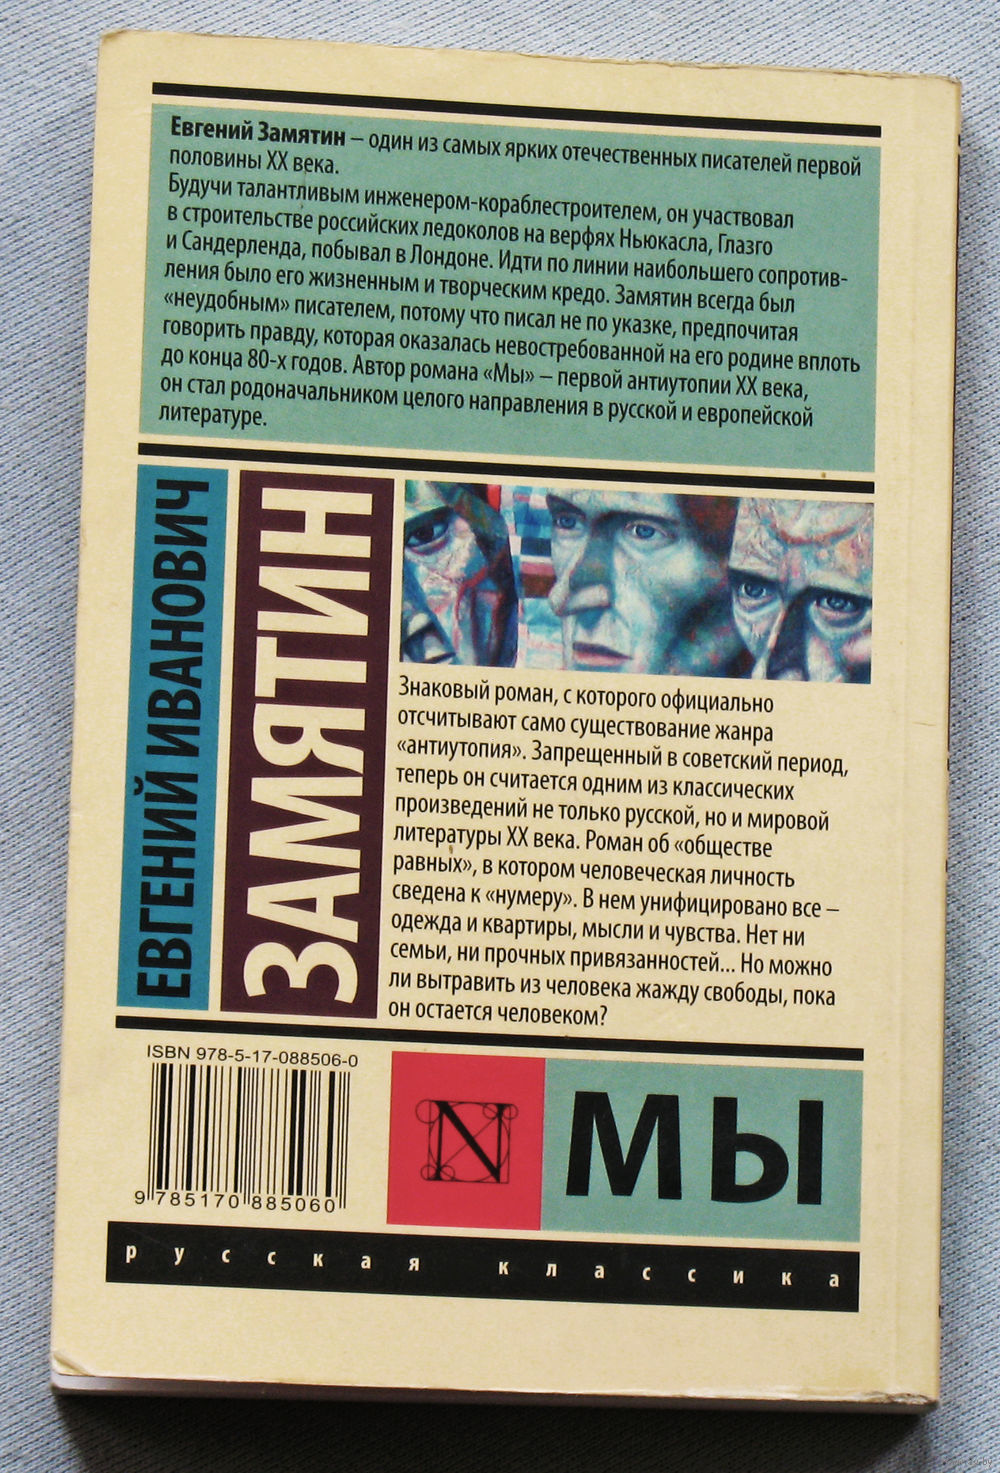 Евгений Замятин – один из самых ярких отечественных писателей первой
половины XX века.
Будучи талантливым инженером-кораблестроителем, он участвовал
в строительстве российских ледоколов на верфях Ньюкасла, Глазго
и Сандерленда, побывал в Лондоне. Идти по линии наибольшего сопротив-
ления было его жизненным и творческим кредо. Замятин всегда был
«неудобным» писателем, потому что писал не по указке, предпочитая
говорить правду, которая оказалась невостребованной на его родине вплоть
до конца 80-х годов. Автор романа «Мы» – первой антиутопии XX века,
он стал родоначальником целого направления в русской и европейской
литературе.
ЕВГЕНИЙ ИВАНОВИЧ
ЗАМЯТИН
Знаковый роман, с которого официально
отсчитывают само существование жанра
«антиутопия». Запрещенный в советский период,
теперь он считается одним из классических
произведений не только русской, но и мировой
литературы XX века. Роман об «обществе
равных», в котором человеческая личность
сведена к «нумеру». В нем унифицировано все –
одежда и квартиры, мысли и чувства. Нет ни
семьи, ни прочных привязанностей... Но можно
ли вытравить из человека жажду свободы, пока
он остается человеком?
ISBN 978-5-17-088506-0
9 785170 885060
N
МЫ
русская классика